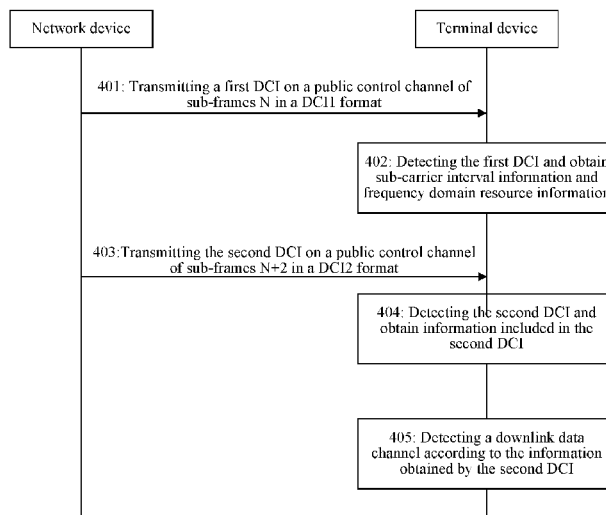 Network device
Terminal device
401: Transmitting a first DCI on a public control channel of
sub-frames N in a DCI1 format
402: Detecting the first DCI and obtain
sub-carrier interval information and
frequency domain resource information
403:Transmitting the second DCI on a public control channel
of sub-frames N+2 in a DCI2 format
404: Detecting the second DCI and
obtain information included in the
second DCI
405: Detecting a downlink data
channel according to the information
obtained by the second DCI